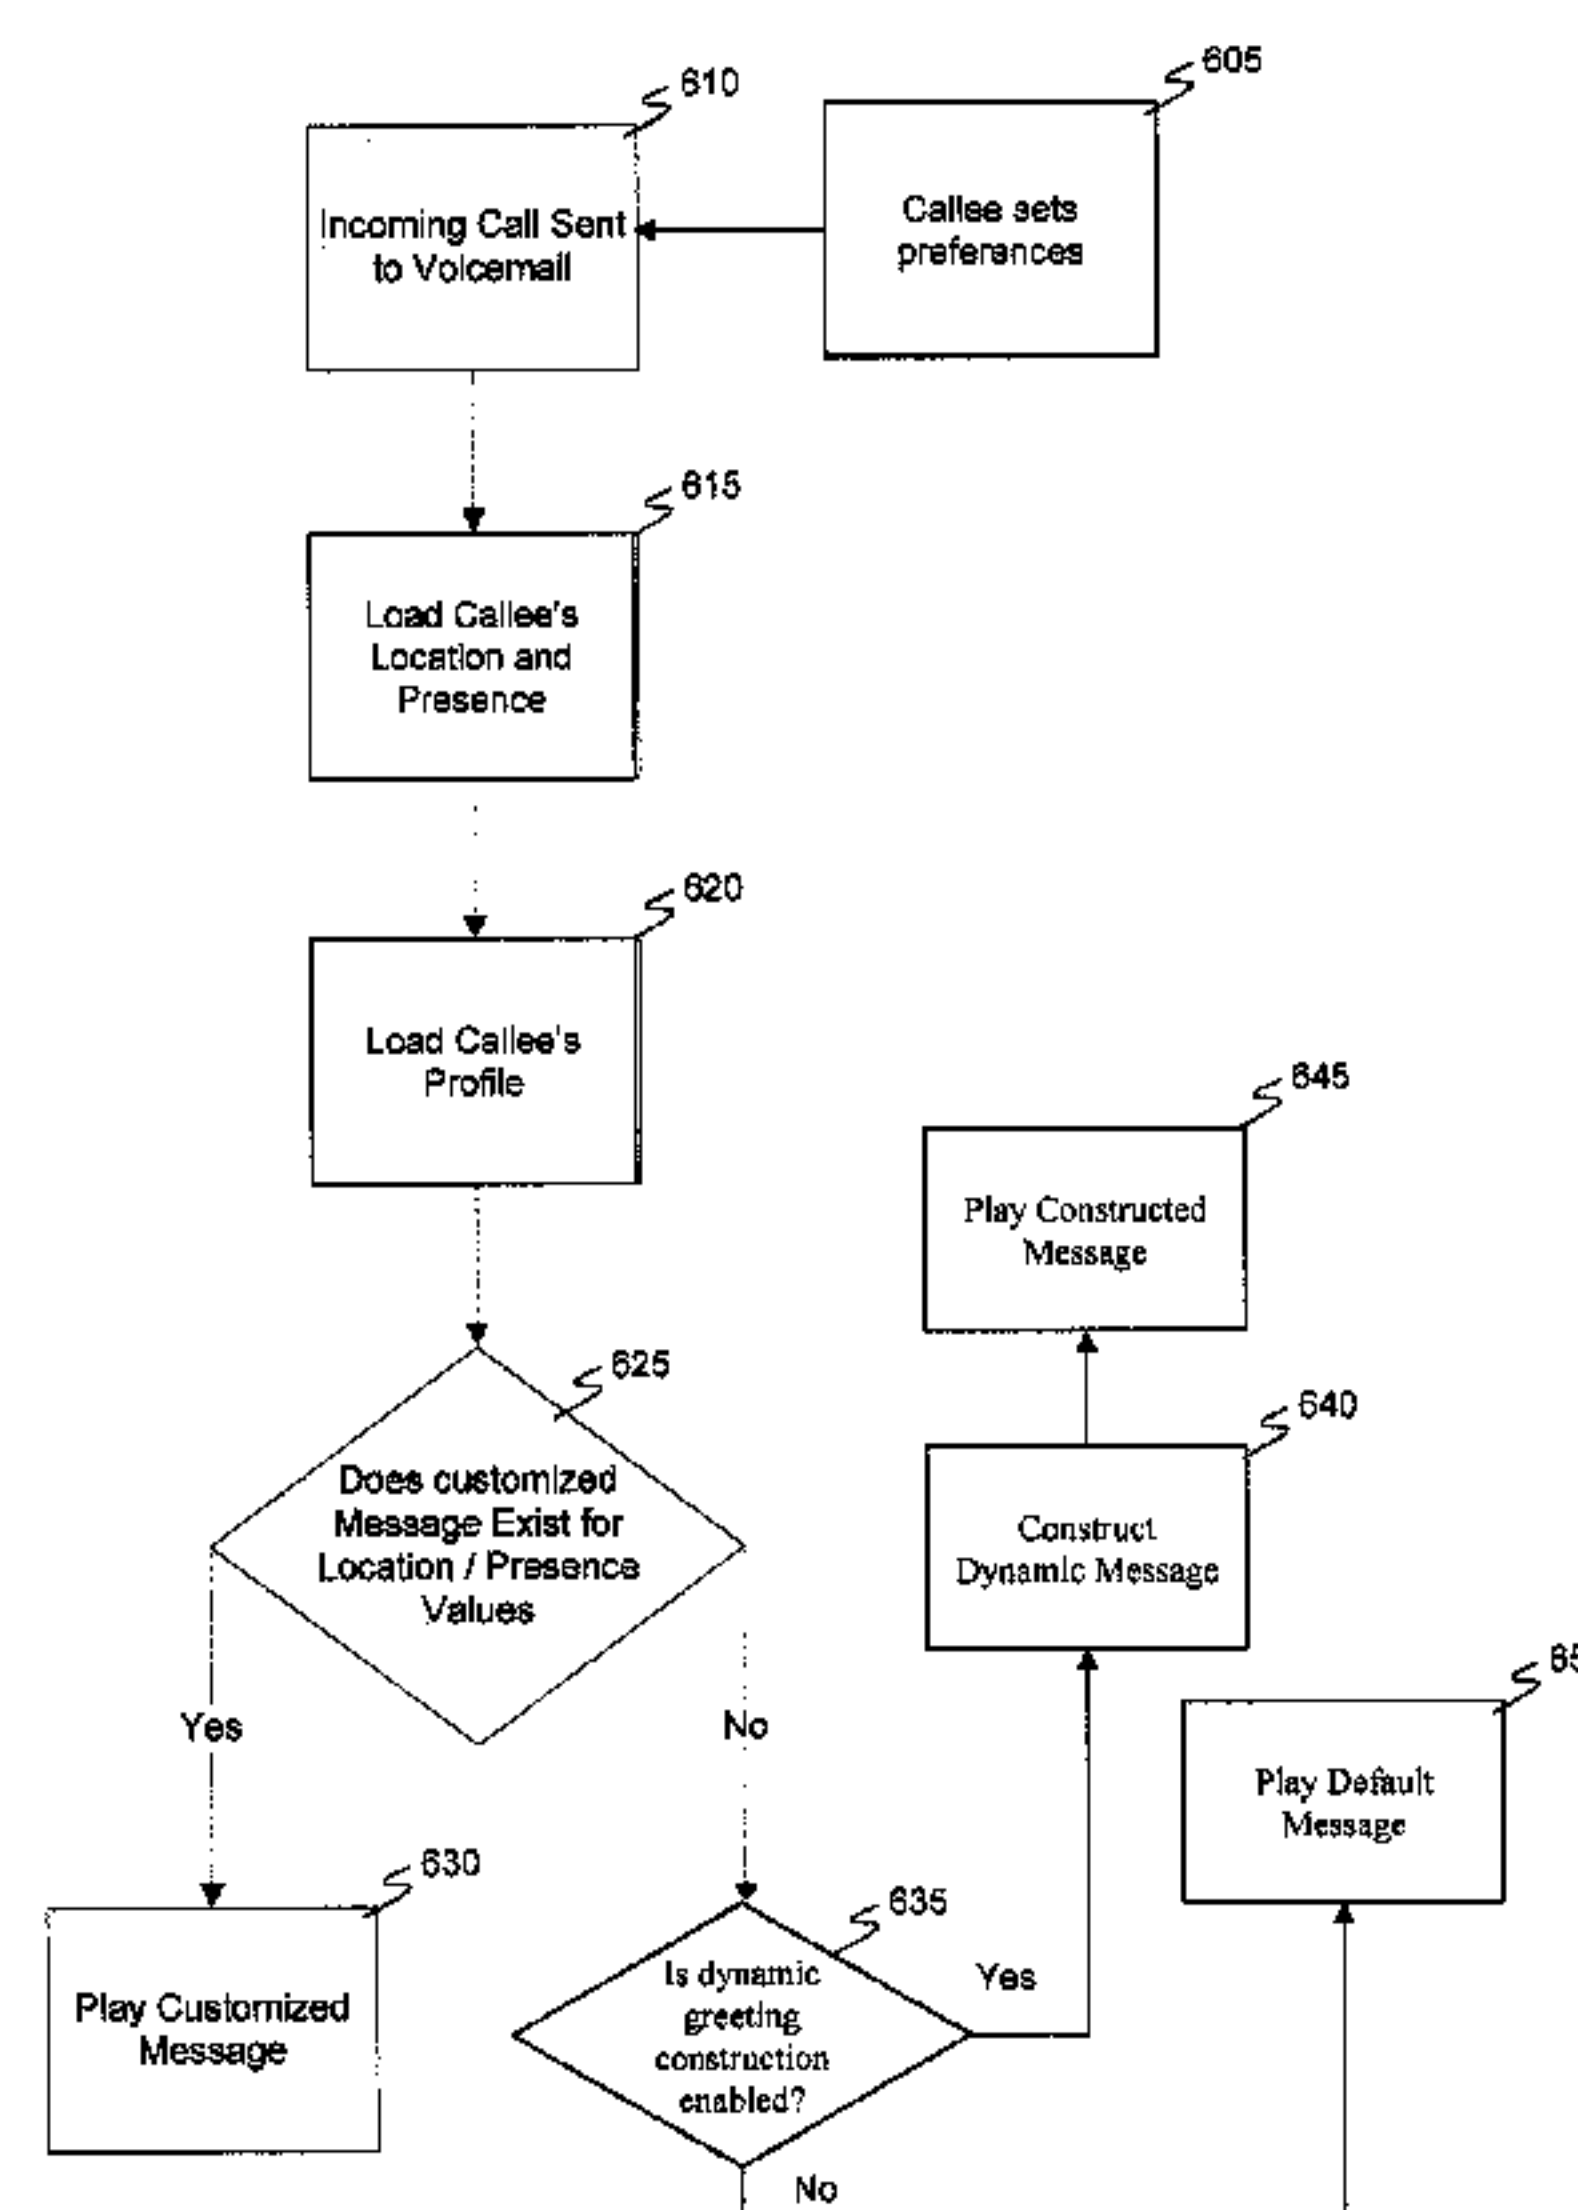 610
605
Incoming Call Sent
to Voicemail
Callee sets
preferences
615
Load Callee's
Location and
Presence
620
Load Callee's
Profile
645
Play Constructed
Message
625
Does customized
Message Exist for
Location / Presence
Values
640
Construct
Dynamic Message
Yes
No
Play Default
Message
630
Play Customized
Message
635
Is dynamic
greeting
construction
enabled?
Yes
No